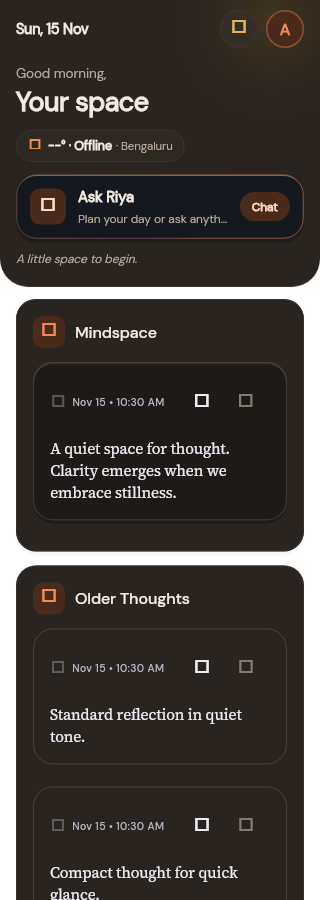 Sun, 15 Nov
A
Good morning,
Your space
--° · Offline · Bengaluru
Ask Riya
Plan your day or ask anyth...
Chat
A little space to begin.
Mindspace
Nov 15 • 10:30 AM
A quiet space for thought.
Clarity emerges when we
embrace stillness.
Older Thoughts
Nov 15 • 10:30 AM
Standard reflection in quiet
tone.
Nov 15 • 10:30 AM
Compact thought for quick
glance.